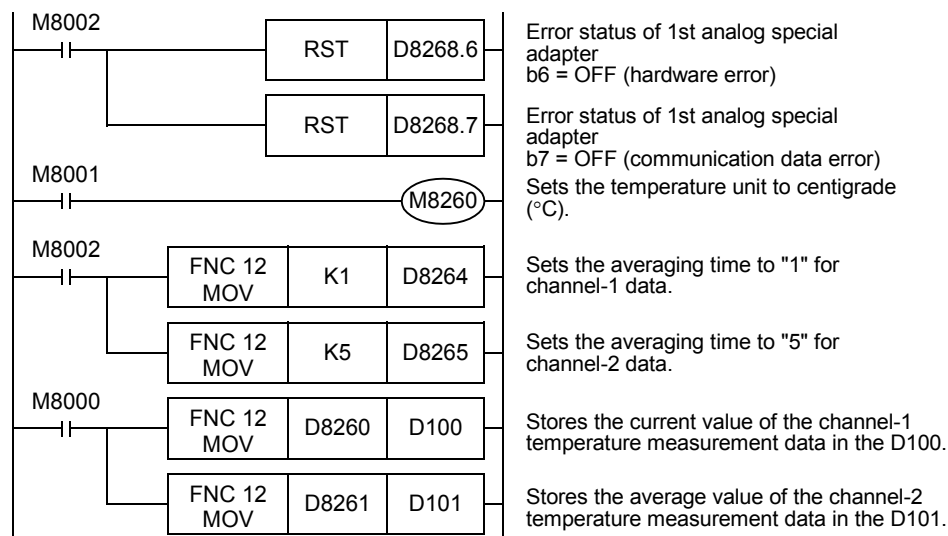 M8002
RST D8268.6
Error status of 1st analog special
adapter
b6 = OFF (hardware error)
RST D8268.7
Error status of 1st analog special
adapter
b7 = OFF (communication data error)
M8001
M8260
Sets the temperature unit to centigrade
(°C).
M8002
FNC 12
MOV
K1 D8264
Sets the averaging time to "1" for
channel-1 data.
FNC 12
MOV
K5 D8265
Sets the averaging time to "5" for
channel-2 data.
M8000
FNC 12
MOV
D8260 D100
Stores the current value of the channel-1
temperature measurement data in the D100.
FNC 12
MOV
D8261 D101
Stores the average value of the channel-2
temperature measurement data in the D101.